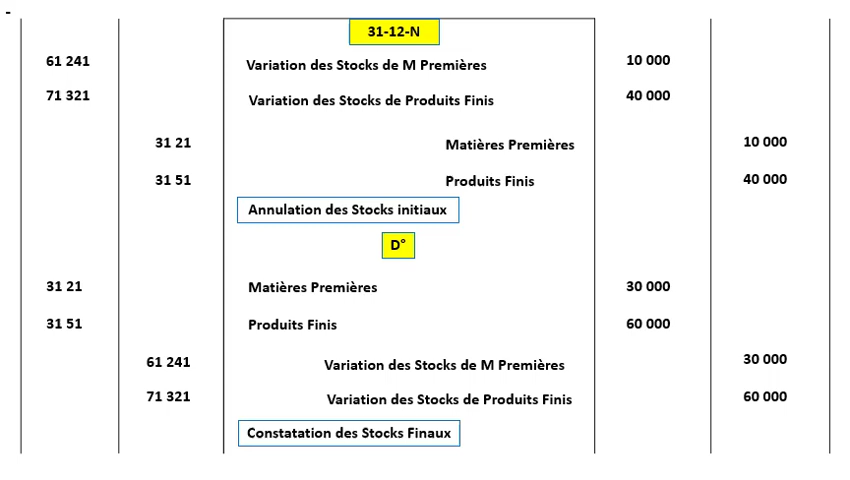 -
31-12-N
61 241 Variation des Stocks de M Premières 10 000
71 321 Variation des Stocks de Produits Finis 40 000
31 21 Matières Premières 10 000
31 51 Produits Finis 40 000
Annulation des Stocks initiaux
D°
31 21 Matières Premières 30 000
31 51 Produits Finis 60 000
61 241 Variation des Stocks de M Premières 30 000
71 321 Variation des Stocks de Produits Finis 60 000
Constatation des Stocks Finaux